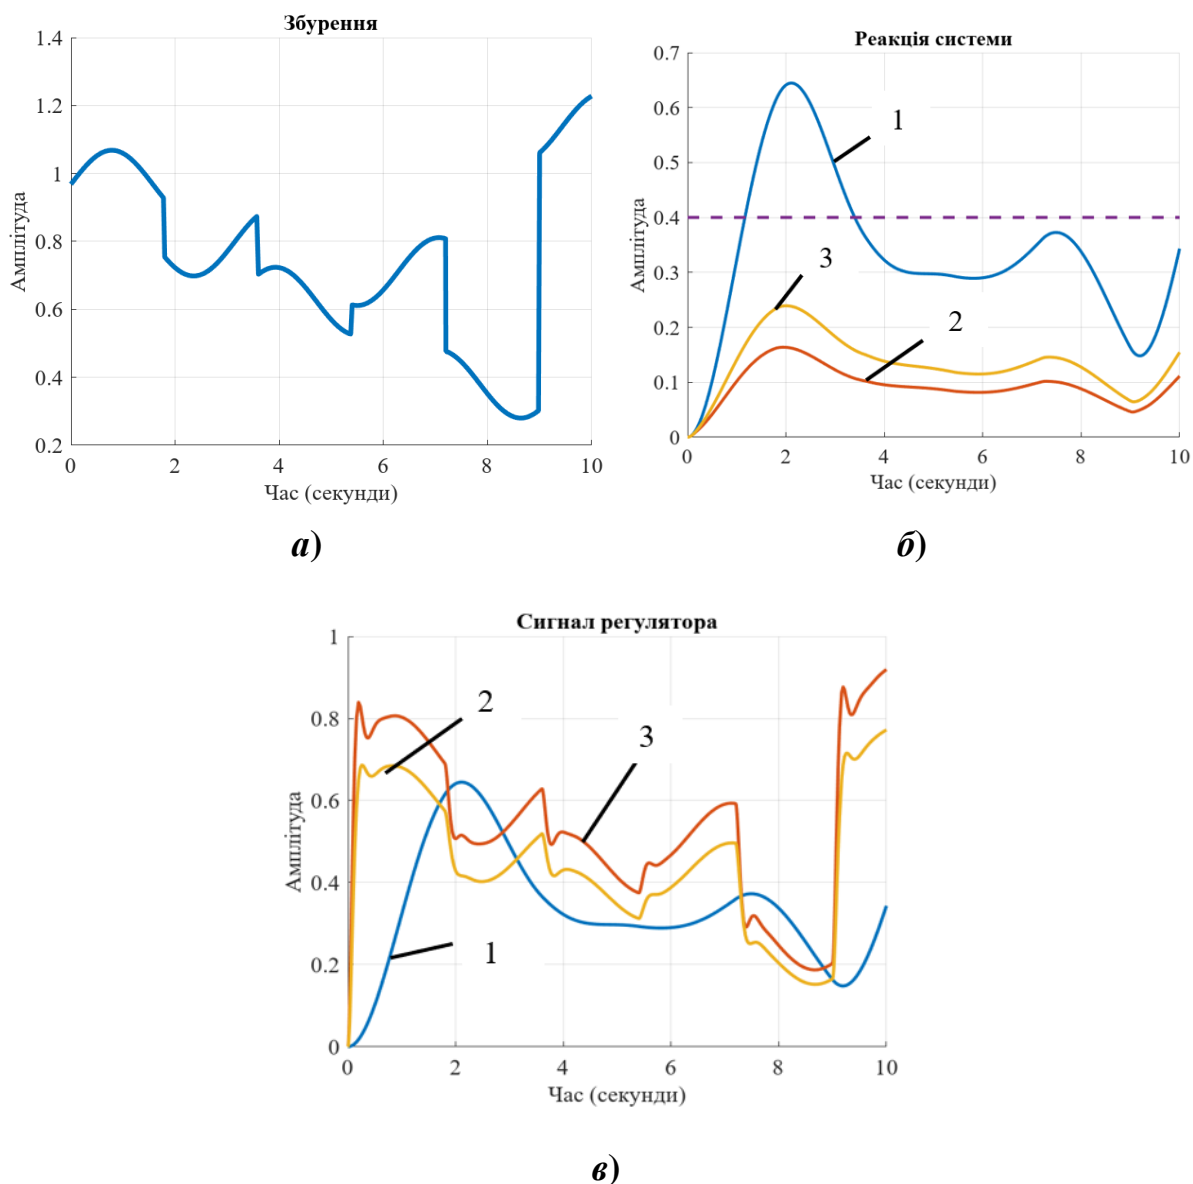 Збурення
1.4
1.2
1
0.8
0.6
0.4
0.2
0 2 4 6 8 10
Амплітуда
Час (секунди)
а)
Реакція системи
0.7
0.6
0.5
0.4
0.3
0.2
0.1
0
0 2 4 6 8 10
Амплітуда
Час (секунди)
1
3
2
б)
Сигнал регулятора
1
0.8
0.6
0.4
0.2
0
0 2 4 6 8 10
Амплітуда
Час (секунди)
2
3
1
в)